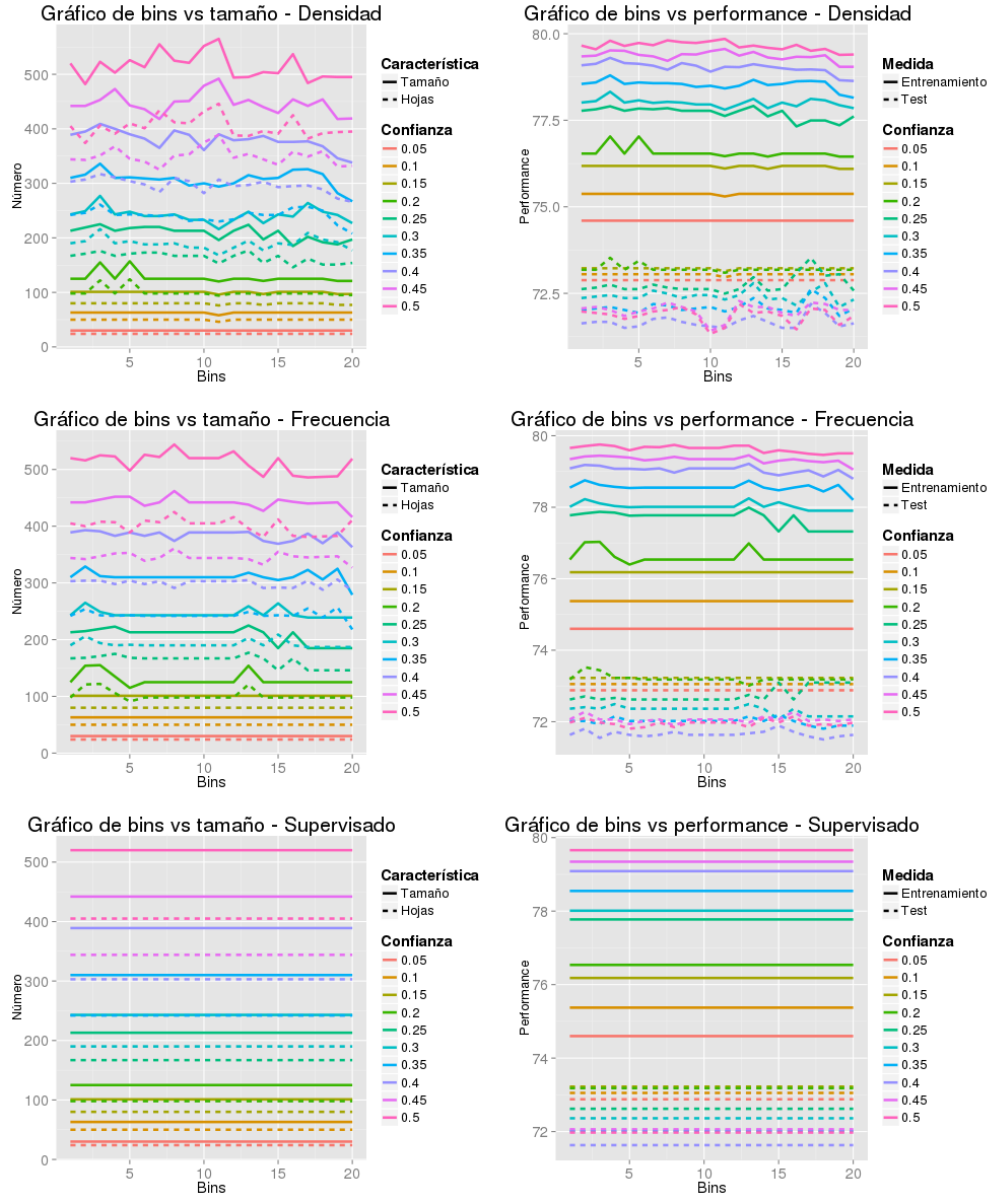 Gráfico de bins vs tamaño - Densidad
Número
500
400
300
200
100
0
5
10
15
20
Bins
Característica
Tamaño
Hojas
Confianza
0.05
0.1
0.15
0.2
0.25
0.3
0.35
0.4
0.45
0.5
Gráfico de bins vs performance - Densidad
Performance
80.0
77.5
75.0
72.5
5
10
15
20
Bins
Medida
Entrenamiento
Test
Confianza
0.05
0.1
0.15
0.2
0.25
0.3
0.35
0.4
0.45
0.5
Gráfico de bins vs tamaño - Frecuencia
Número
500
400
300
200
100
0
5
10
15
20
Bins
Característica
Tamaño
Hojas
Confianza
0.05
0.1
0.15
0.2
0.25
0.3
0.35
0.4
0.45
0.5
Gráfico de bins vs performance - Frecuencia
Performance
80
78
76
74
72
5
10
15
20
Bins
Medida
Entrenamiento
Test
Confianza
0.05
0.1
0.15
0.2
0.25
0.3
0.35
0.4
0.45
0.5
Gráfico de bins vs tamaño - Supervisado
Número
500
400
300
200
100
0
5
10
15
20
Bins
Característica
Tamaño
Hojas
Confianza
0.05
0.1
0.15
0.2
0.25
0.3
0.35
0.4
0.45
0.5
Gráfico de bins vs performance - Supervisado
Performance
80
78
76
74
72
5
10
15
20
Bins
Medida
Entrenamiento
Test
Confianza
0.05
0.1
0.15
0.2
0.25
0.3
0.35
0.4
0.45
0.5